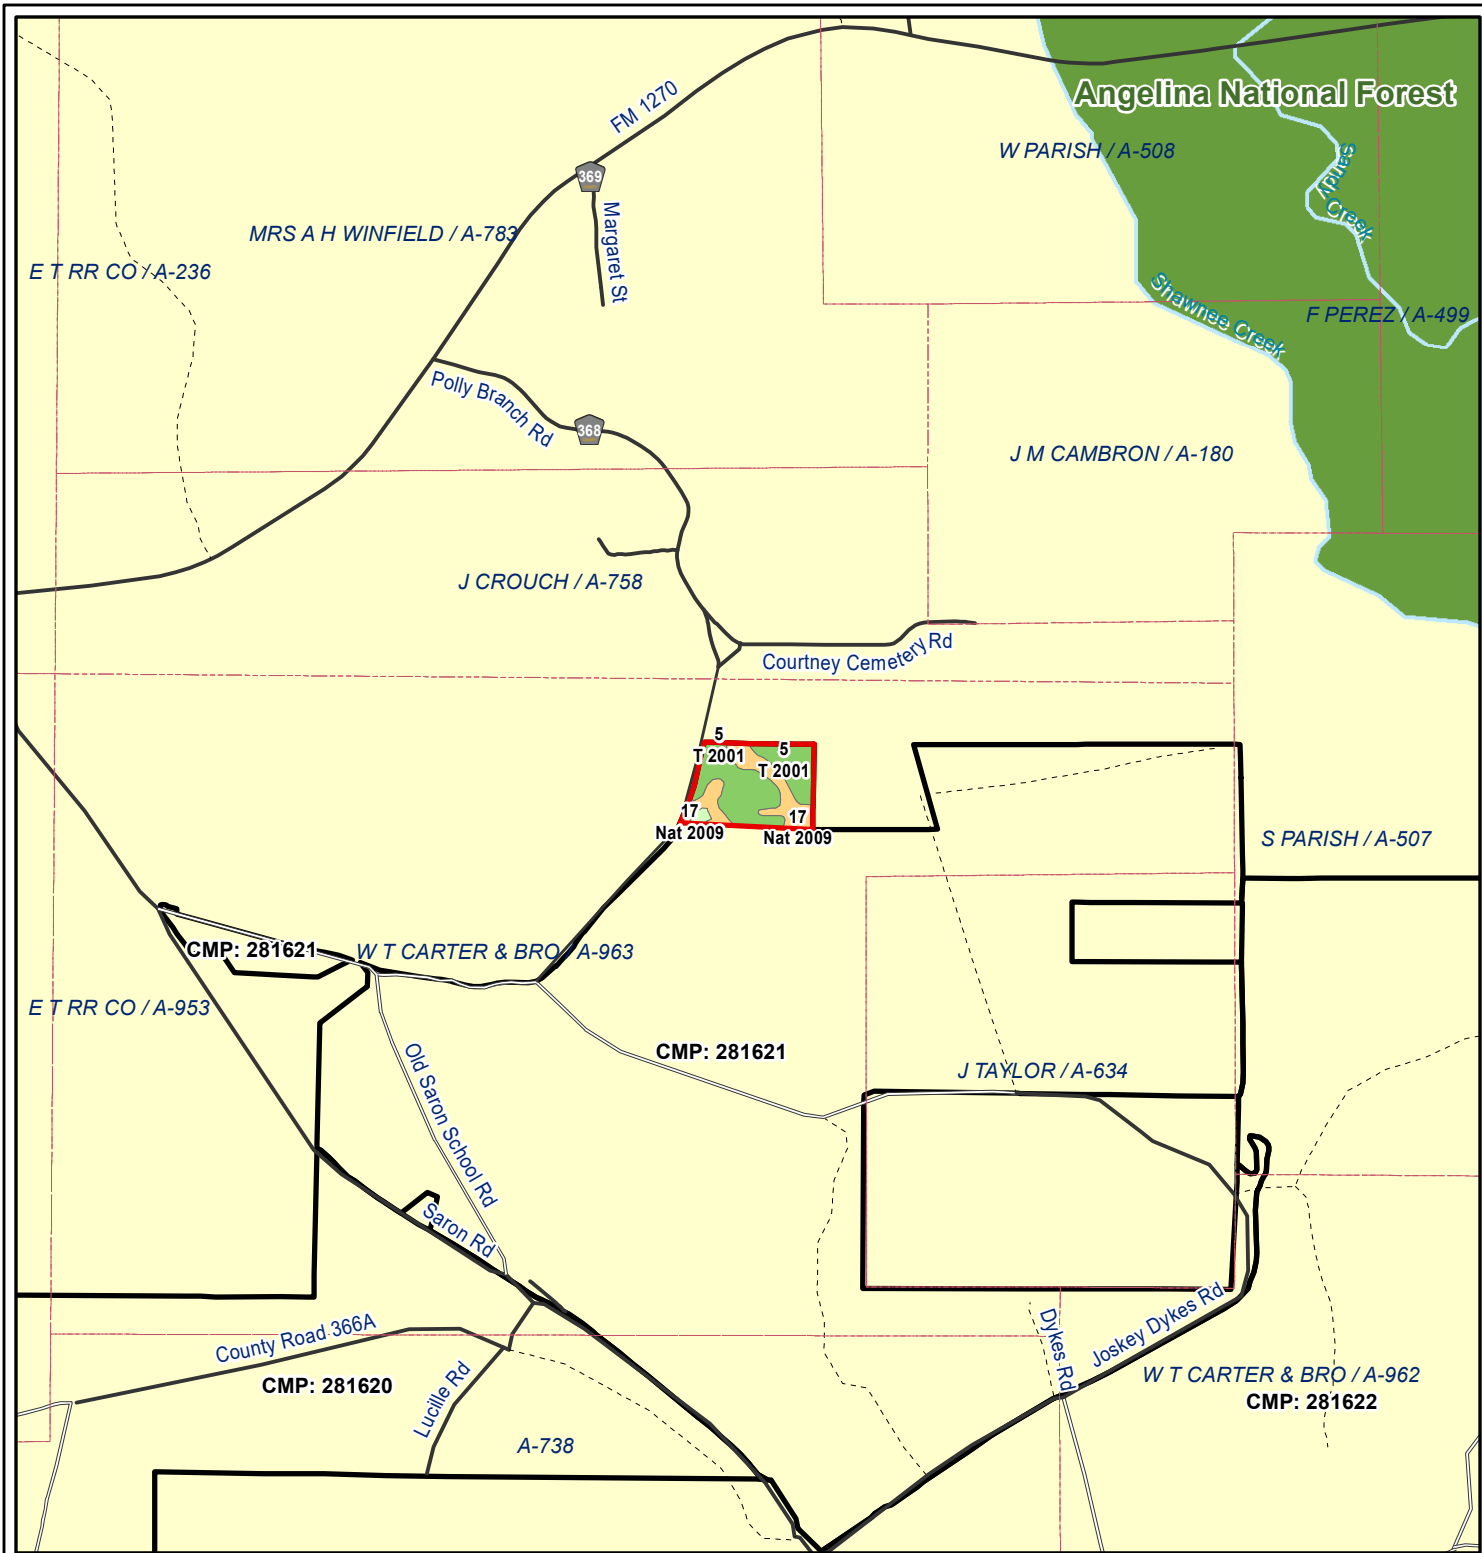 Angelina National Forest
FM 1270
W PARISH / A-508
Sandy
Creek
369
Margaret St
MRS A H WINFIELD / A-783
E T RR CO / A-236
Shawnee Creek
F PEREZ / A-499
Polly Branch Rd
368
J M CAMBRON / A-180
J CROUCH / A-758
Courtney Cemetery Rd
5
T 2001
5
T 2001
17
Nat 2009
17
Nat 2009
S PARISH / A-507
CMP: 281621
W T CARTER & BRO / A-963
E T RR CO / A-953
CMP: 281621
J TAYLOR / A-634
Old Saron School Rd
Saron Rd
County Road 366A
Dykes Rd
Joskey Dykes Rd
W T CARTER & BRO / A-962
CMP: 281620
CMP: 281622
Lucille Rd
A-738